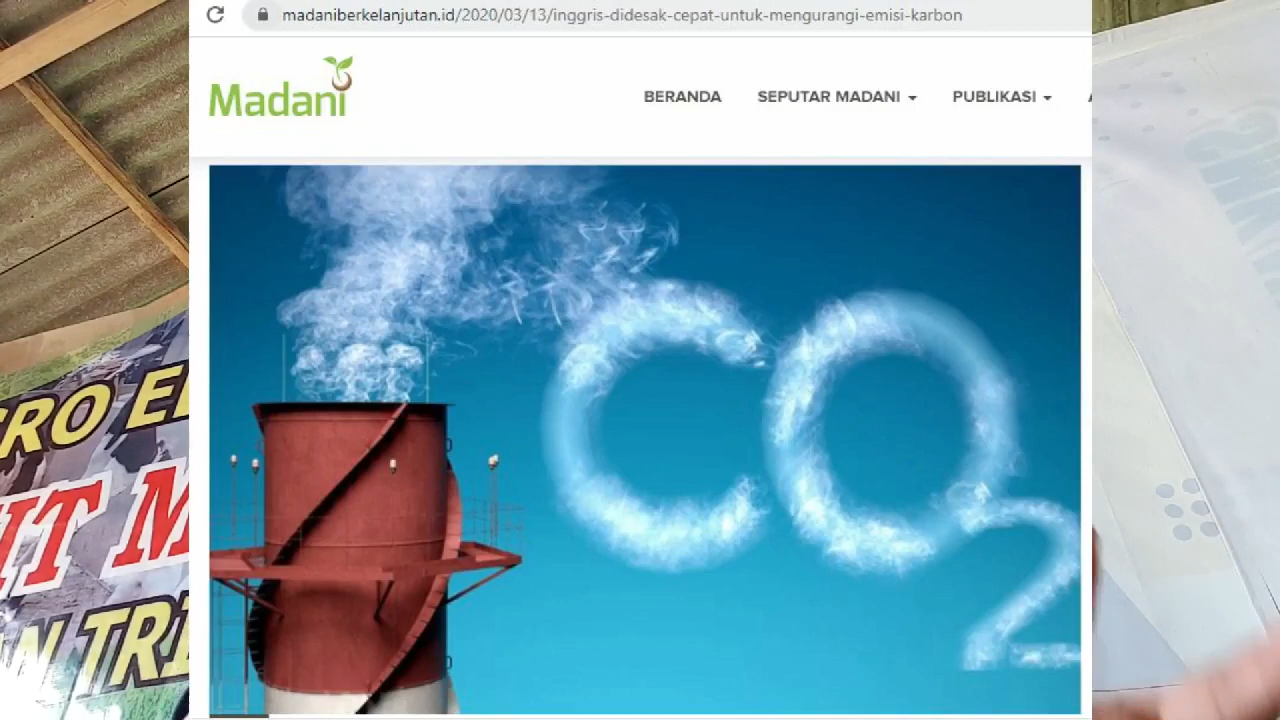 madaniberkelanjutan.id/2020/03/13/inggris-didesak-cepat-untuk-mengurangi-emisi-karbon
Madani
BERANDA SEPUTAR MADANI PUBLIKASI
CO2